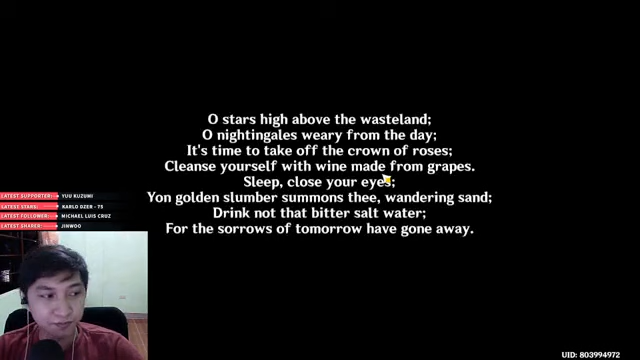 O stars high above the wasteland;
O nightingales weary from the day;
It's time to take off the crown of roses;
Cleanse yourself with wine made from grapes.
Sleep, close your eyes;
Yon golden slumber summons thee, wandering sand;
Drink not that bitter salt water;
For the sorrows of tomorrow have gone away.
LATEST SUPPORTER: YUU KUZUMI
LATEST STARS: KARLO OZER - 75
LATEST FOLLOWER: MICHAEL LUIS CRUZ
LATEST SHARER: JINWOO
UID: 803994972